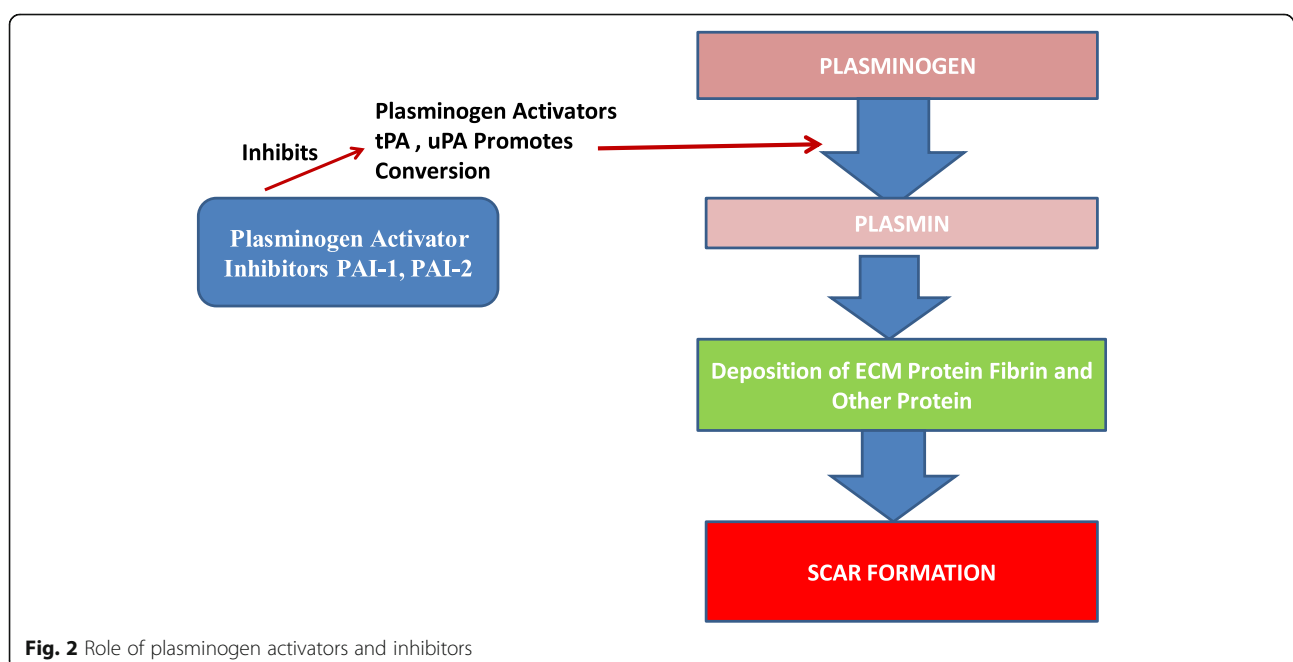 PLASMINOGEN
Plasminogen Activators
tPA , uPA Promotes
Conversion
Inhibits
Plasminogen Activator
Inhibitors PAI-1, PAI-2
PLASMIN
Deposition of ECM Protein Fibrin and
Other Protein
SCAR FORMATION
Fig. 2 Role of plasminogen activators and inhibitors